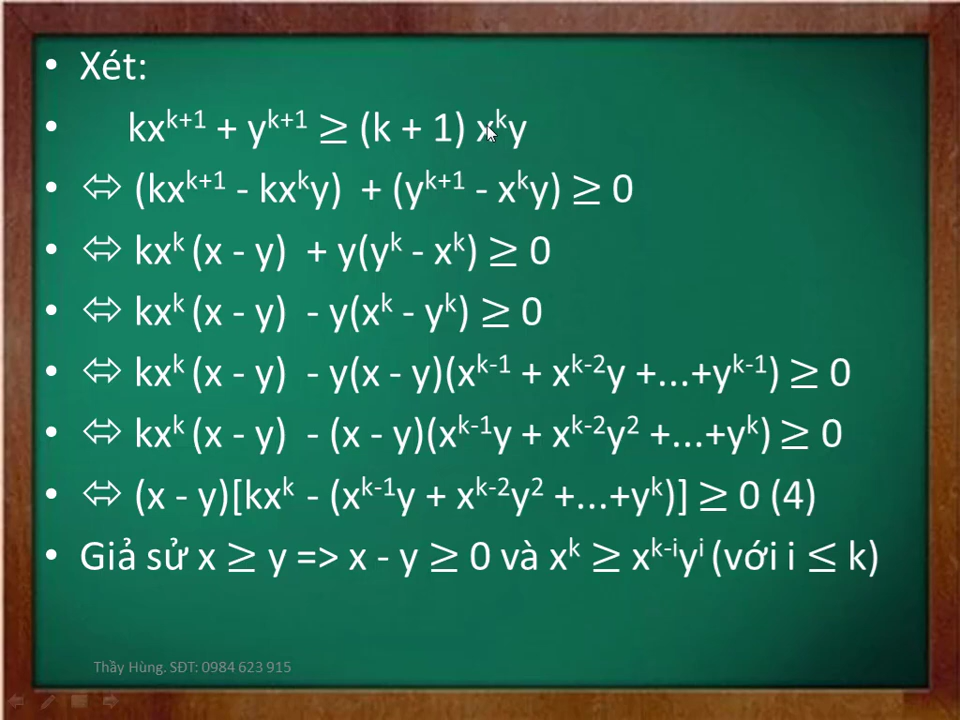 • Xét:
• kxᵏ⁺¹ + yᵏ⁺¹ ≥ (k + 1) xᵏy
• ⇔ (kxᵏ⁺¹ - kxᵏy) + (yᵏ⁺¹ - xᵏy) ≥ 0
• ⇔ kxᵏ (x - y) + y(yᵏ - xᵏ) ≥ 0
• ⇔ kxᵏ (x - y) - y(xᵏ - yᵏ) ≥ 0
• ⇔ kxᵏ (x - y) - y(x - y)(xᵏ⁻¹ + xᵏ⁻²y +...+yᵏ⁻¹) ≥ 0
• ⇔ kxᵏ (x - y) - (x - y)(xᵏ⁻¹y + xᵏ⁻²y² +...+yᵏ) ≥ 0
• ⇔ (x - y)[kxᵏ - (xᵏ⁻¹y + xᵏ⁻²y² +...+yᵏ)] ≥ 0 (4)
• Giả sử x ≥ y => x - y ≥ 0 và xᵏ ≥ xᵏ⁻ⁱyⁱ (với i ≤ k)
Thầy Hùng. SĐT: 0984 623 915